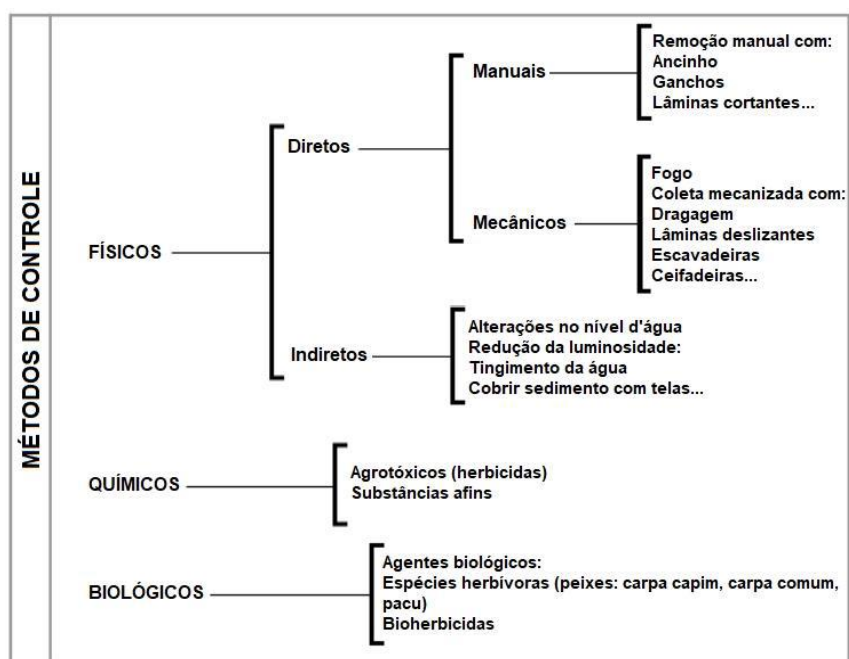 MÉTODOS DE CONTROLE
FÍSICOS
Diretos
Manuais
Remoção manual com:
Ancinho
Ganchos
Lâminas cortantes...
Mecânicos
Fogo
Coleta mecanizada com:
Dragagem
Lâminas deslizantes
Escavadeiras
Ceifadeiras...
Indiretos
Alterações no nível d'água
Redução da luminosidade:
Tingimento da água
Cobrir sedimento com telas...
QUÍMICOS
Agrotóxicos (herbicidas)
Substâncias afins
BIOLÓGICOS
Agentes biológicos:
Espécies herbívoras (peixes: carpa capim, carpa comum,
pacu)
Bioherbicidas